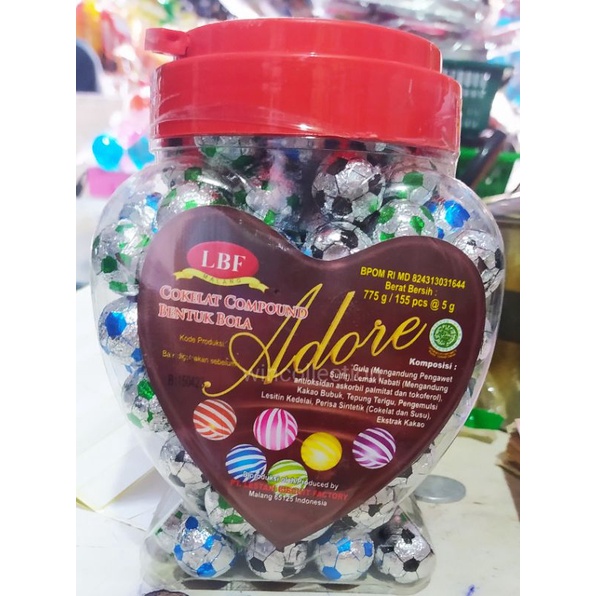 LBF
MALANG
COKELAT COMPOUND
BENTUK BOLA
Kode Produksi:
Adore
BPOM RI MD 824313031644
Berat Bersih :
775 g / 155 pcs @ 5 g
Komposisi :
Gula (Mengandung Pengawet
Sulfit), Lemak Nabati (Mengandung
antioksidan askorbil palmitat dan tokoferol),
Kakao Bubuk, Tepung Terigu, Pengemulsi
Lesitin Kedelai, Perisa Sintetik (Cokelat dan Susu),
Ekstrak Kakao
Malang 65125 Indonesia